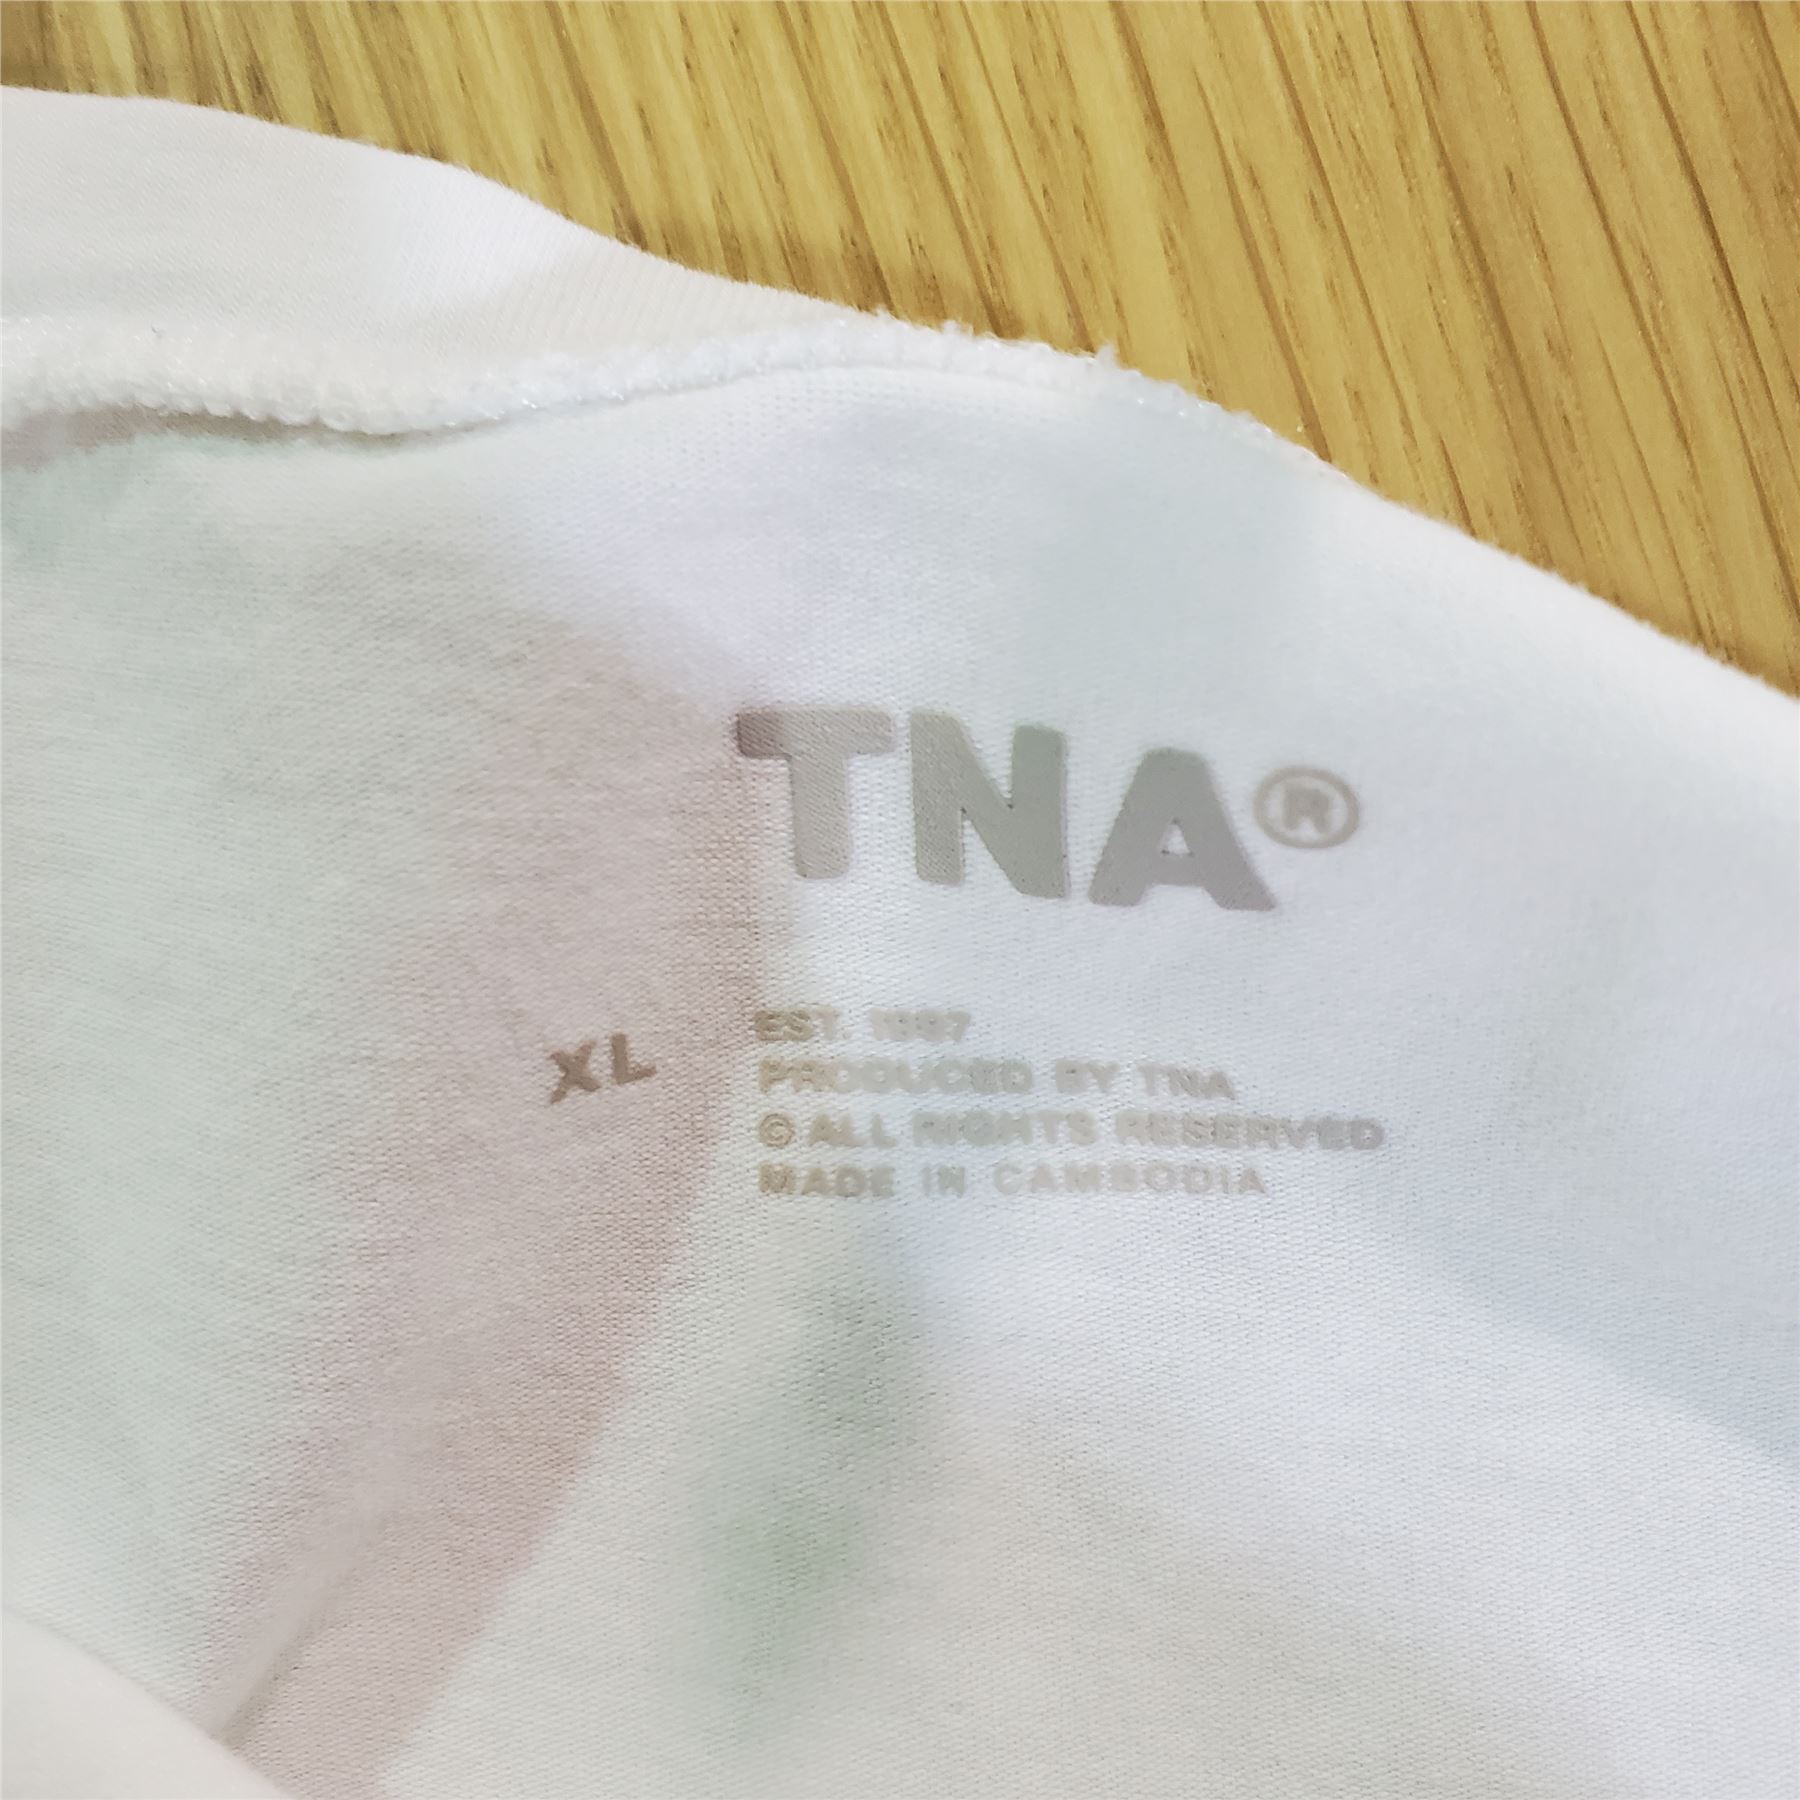 TNA®
XL
EST. 1997
PRODUCED BY TNA
© ALL RIGHTS RESERVED
MADE IN CAMBODIA